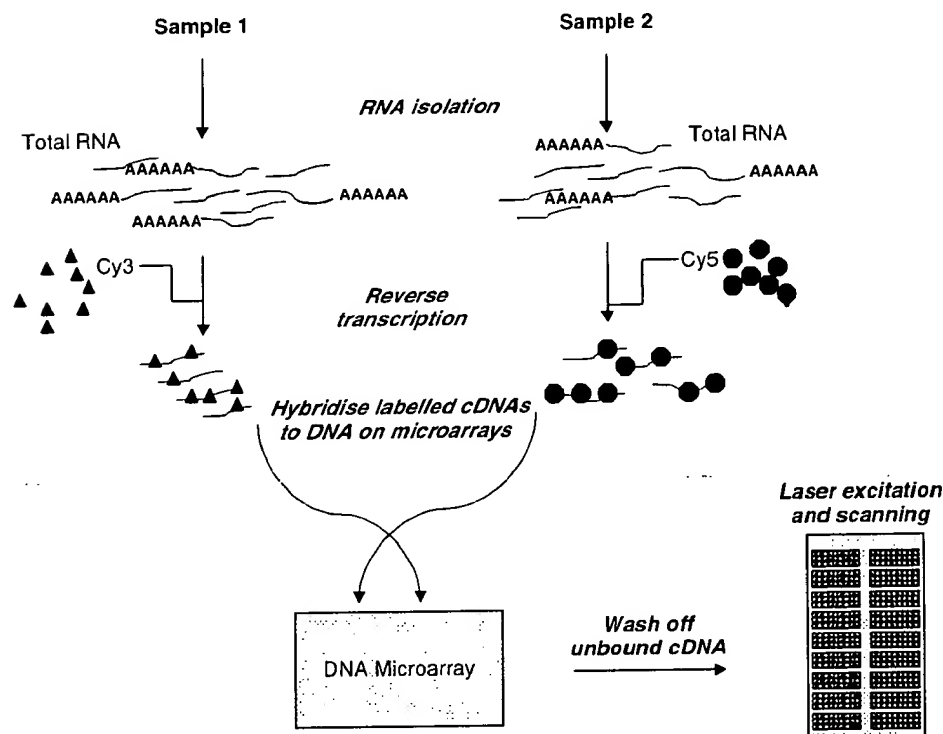 Sample 1
Sample 2
RNA isolation
Total RNA
AAAAAA
AAAAAA
AAAAAA
AAAAAA
AAAAAA
Total RNA
AAAAAA
AAAAAA
Cy3
Cy5
Reverse
transcription
Hybridise labelled cDNAs
to DNA on microarrays
Laser excitation
and scanning
DNA Microarray
Wash off
unbound cDNA